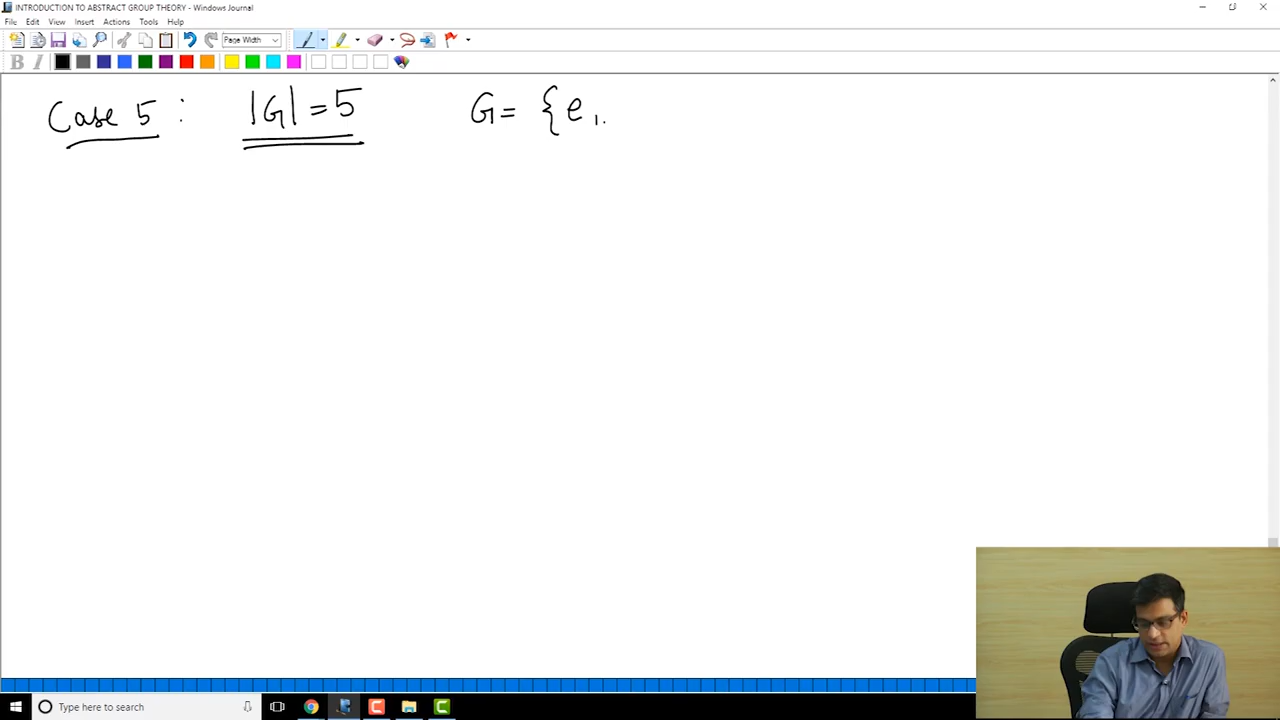 INTRODUCTION TO ABSTRACT GROUP THEORY - Windows Journal
File Edit View Insert Actions Tools Help
Page Width
B I
Case 5 : |G| = 5 G = {e,
Type here to search